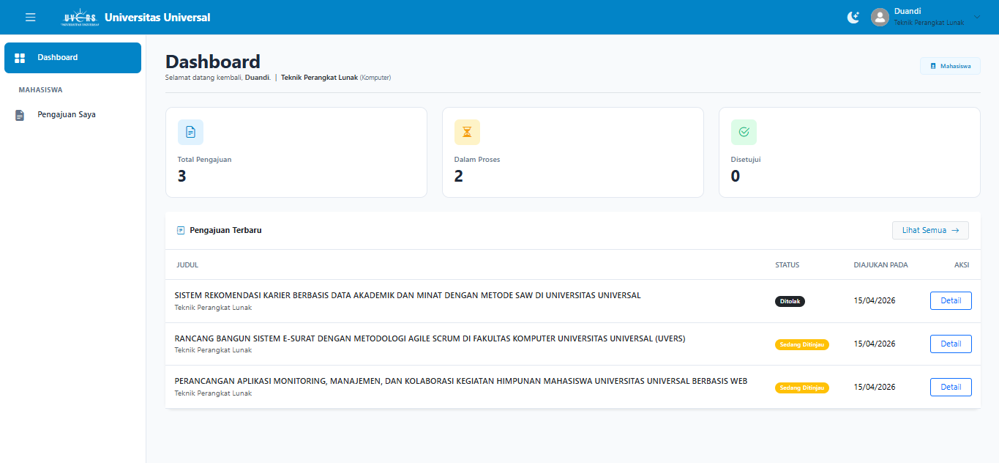 UVERS
UNIVERSITAS UNIVERSAL
Universitas Universal
Duandi
Teknik Perangkat Lunak
Dashboard
MAHASISWA
Pengajuan Saya
Dashboard
Selamat datang kembali, Duandi. | Teknik Perangkat Lunak (Komputer)
Mahasiswa
Total Pengajuan
3
Dalam Proses
2
Disetujui
0
Pengajuan Terbaru
Lihat Semua →
JUDUL STATUS DIAJUKAN PADA AKSI
SISTEM REKOMENDASI KARIER BERBASIS DATA AKADEMIK DAN MINAT DENGAN METODE SAW DI UNIVERSITAS UNIVERSAL
Teknik Perangkat Lunak
Ditolak 15/04/2026 Detail
RANCANG BANGUN SISTEM E-SURAT DENGAN METODOLOGI AGILE SCRUM DI FAKULTAS KOMPUTER UNIVERSITAS UNIVERSAL (UVERS)
Teknik Perangkat Lunak
Sedang Ditinjau 15/04/2026 Detail
PERANCANGAN APLIKASI MONITORING, MANAJEMEN, DAN KOLABORASI KEGIATAN HIMPUNAN MAHASISWA UNIVERSITAS UNIVERSAL BERBASIS WEB
Teknik Perangkat Lunak
Sedang Ditinjau 15/04/2026 Detail